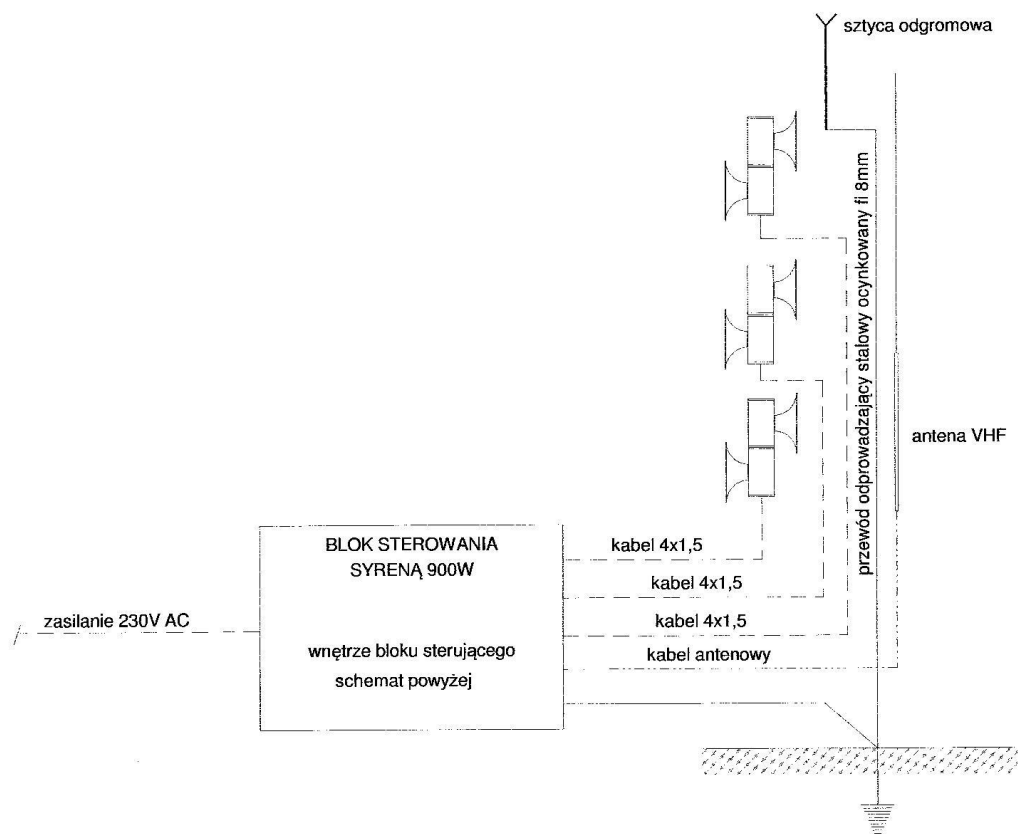 sztyca odgromowa
przewód odprowadzający stalowy ocynkowany fi 8mm
antena VHF
BLOK STEROWANIA
SYRENĄ 900W
wnętrze bloku sterującego
schemat powyżej
zasilanie 230V AC
kabel 4x1,5
kabel 4x1,5
kabel 4x1,5
kabel antenowy